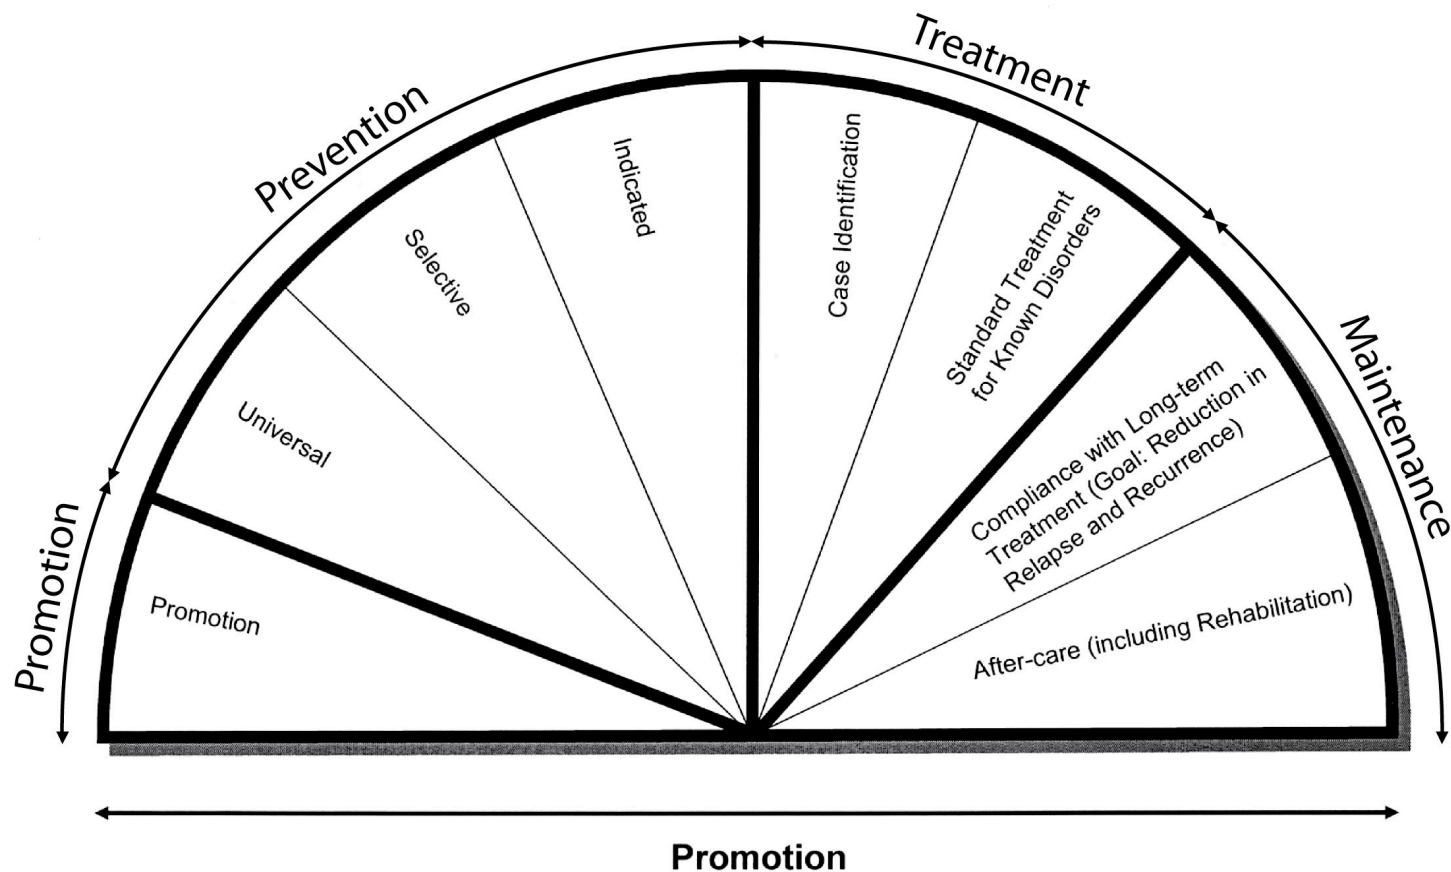 Promotion
Prevention
Treatment
Maintenance
Promotion
Universal
Selective
Indicated
Case Identification
Standard Treatment
for Known Disorders
Compliance with Long-term
Treatment (Goal: Reduction in
Relapse and Recurrence)
After-care (including Rehabilitation)
Promotion